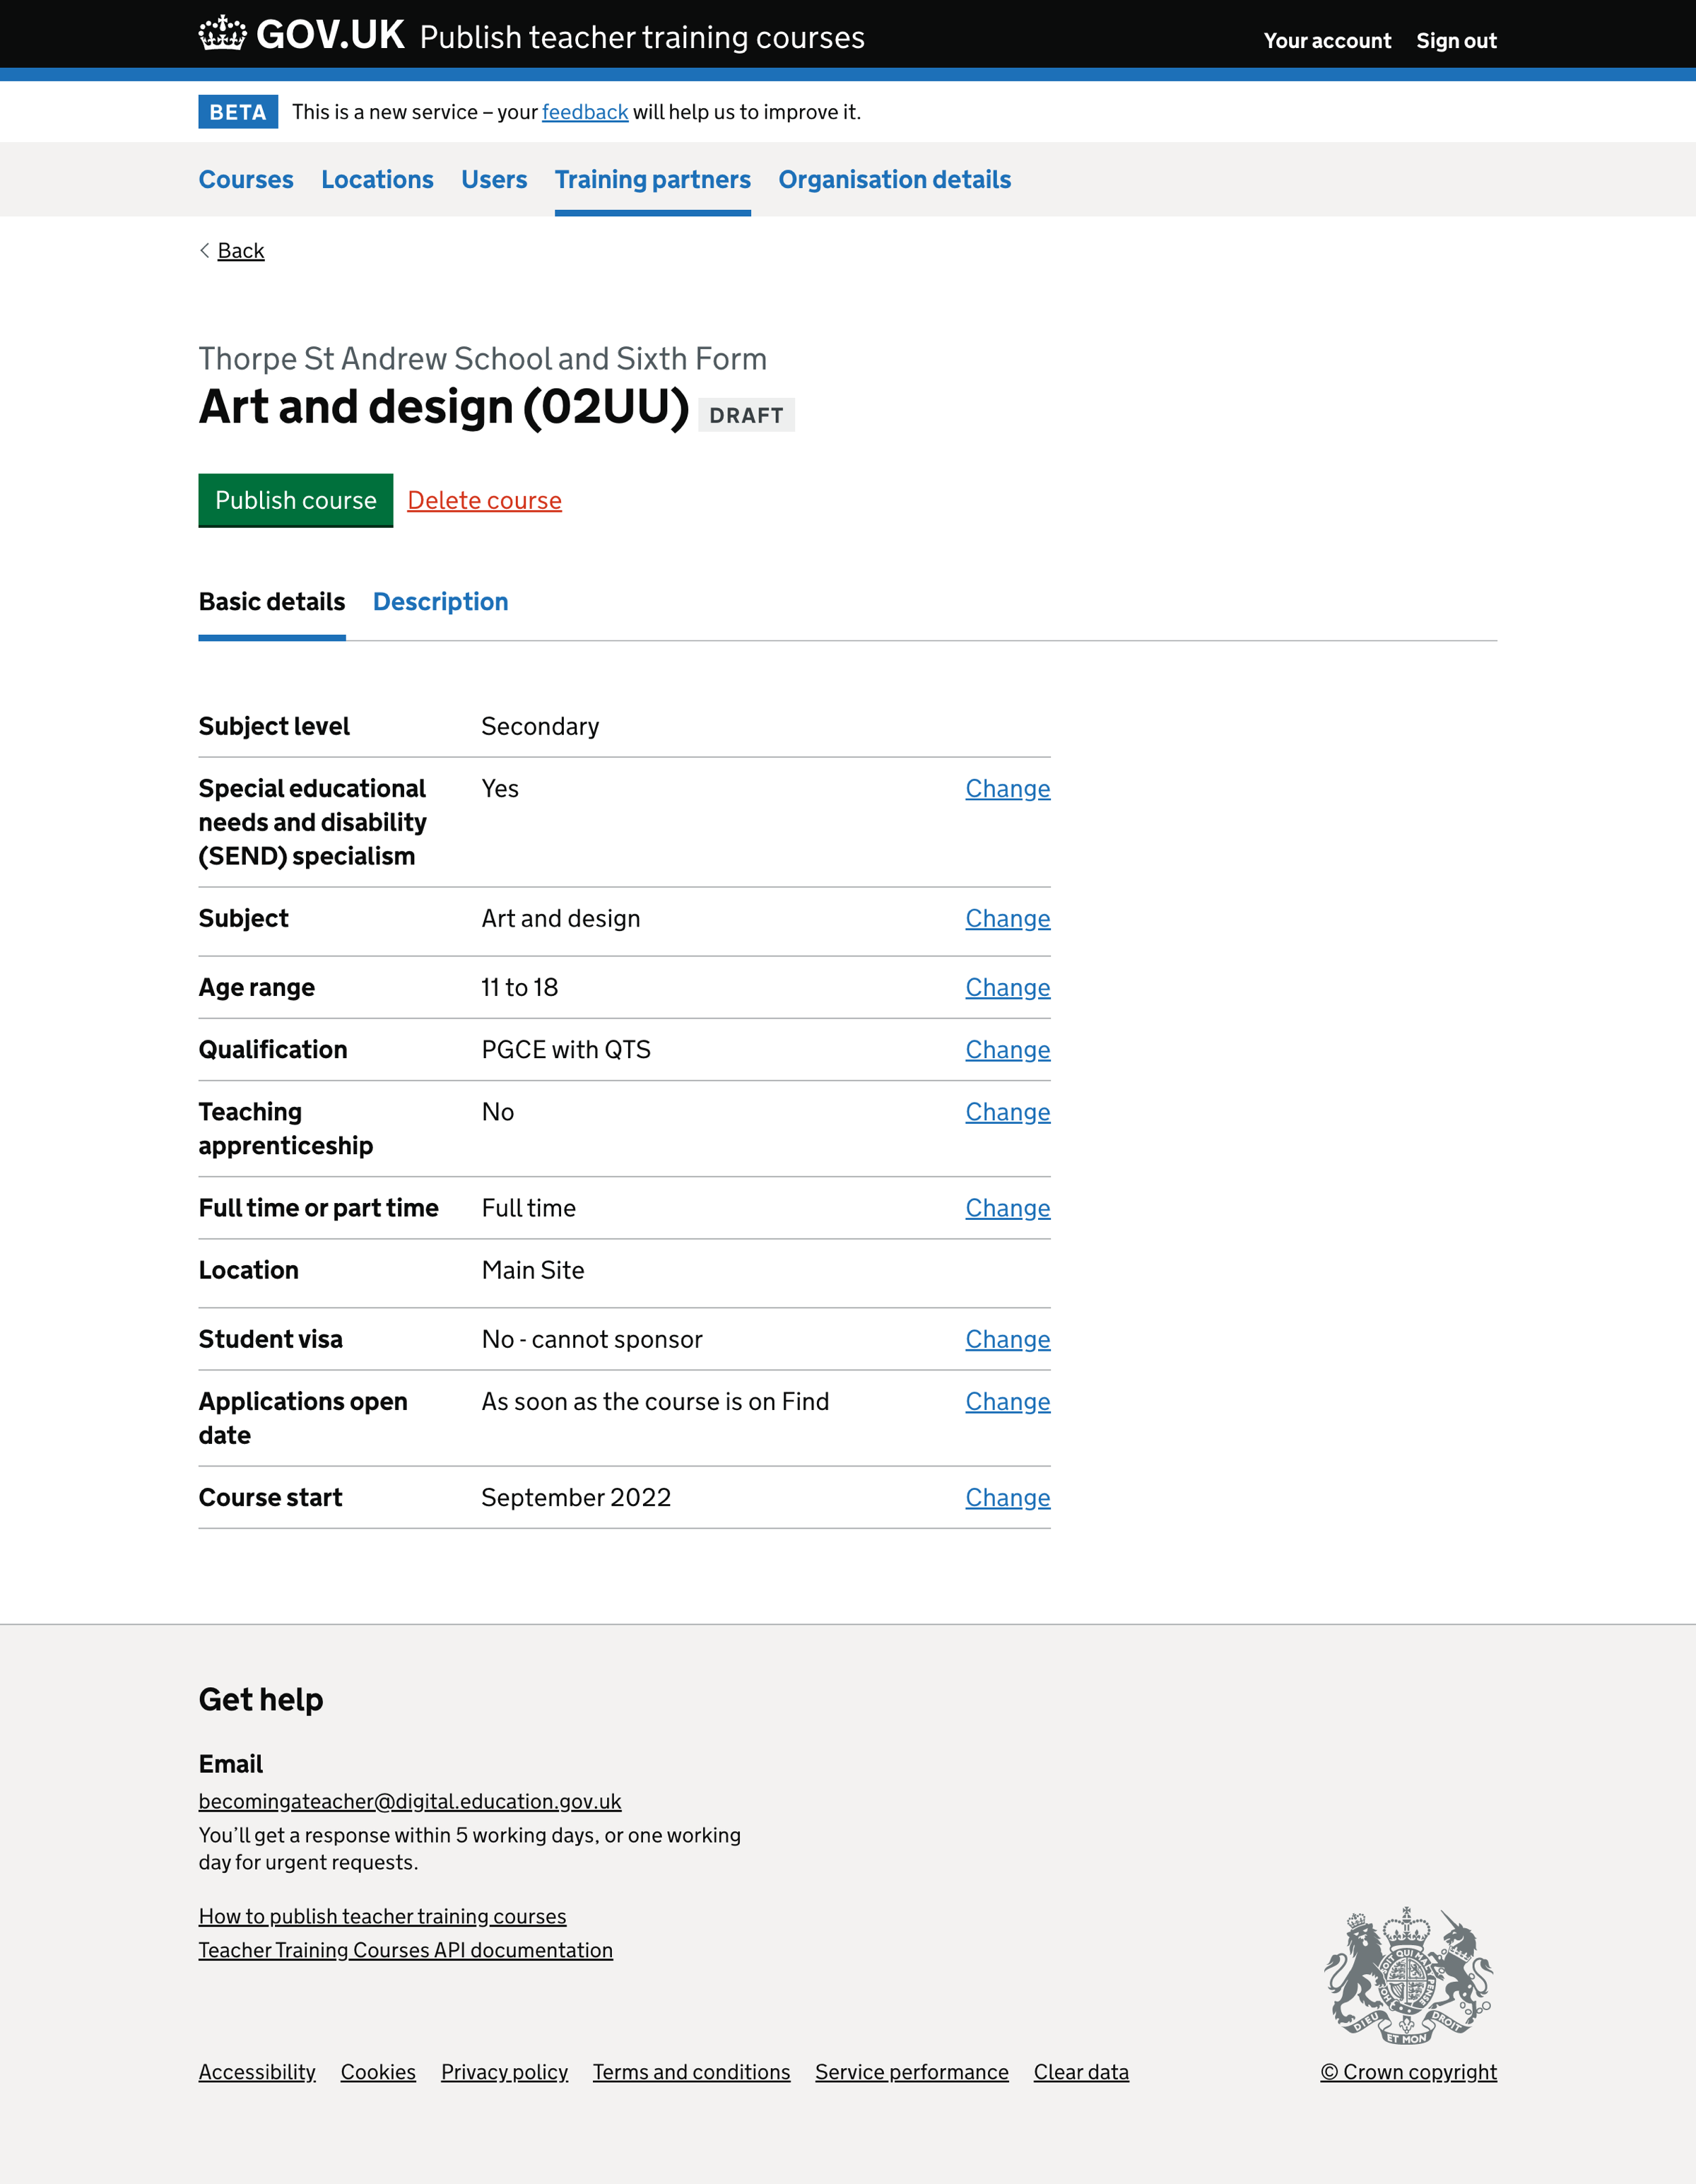 GOV.UK Publish teacher training courses
Your account Sign out
BETA This is a new service – your feedback will help us to improve it.
Courses Locations Users Training partners Organisation details
Back
Thorpe St Andrew School and Sixth Form
Art and design (02UU) DRAFT
Publish course Delete course
Basic details Description
Subject level Secondary
Special educational Yes Change
needs and disability
(SEND) specialism
Subject Art and design Change
Age range 11 to 18 Change
Qualification PGCE with QTS Change
Teaching No Change
apprenticeship
Full time or part time Full time Change
Location Main Site
Student visa No - cannot sponsor Change
Applications open As soon as the course is on Find Change
date
Course start September 2022 Change
Get help
Email
becomingateacher@digital.education.gov.uk
You’ll get a response within 5 working days, or one working
day for urgent requests.
How to publish teacher training courses
Teacher Training Courses API documentation
DIEU ET MON DROIT
Accessibility Cookies Privacy policy Terms and conditions Service performance Clear data © Crown copyright